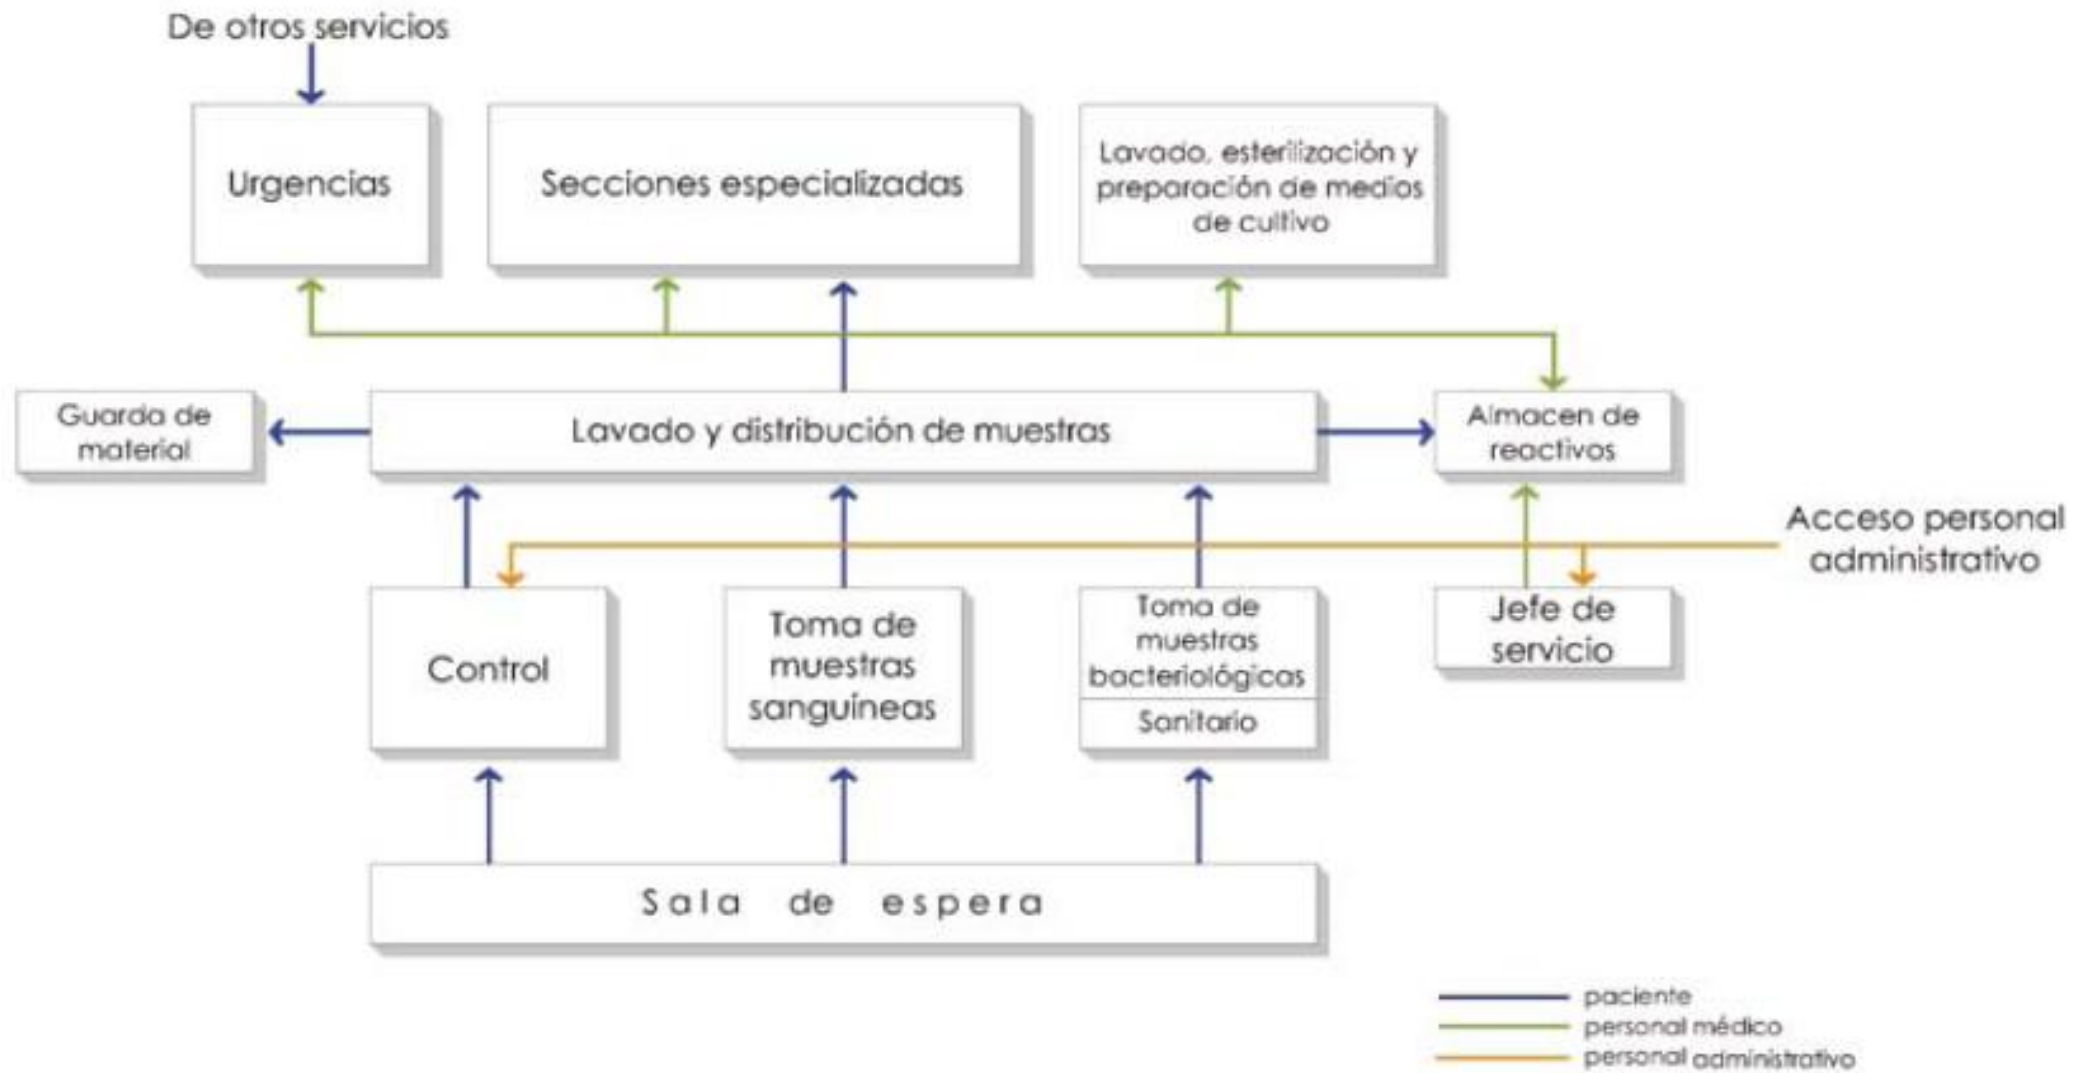 De otros servicios
Urgencias
Secciones especializadas
Lavado, esterilización y
preparación de medios
de cultivo
Guarda de
material
Lavado y distribución de muestras
Almacen de
reactivos
Acceso personal
administrativo
Control
Toma de
muestras
sanguíneas
Toma de
muestras
bacteriológicas
Sanitario
Jefe de
servicio
Sala de espera
paciente
personal médico
personal administrativo